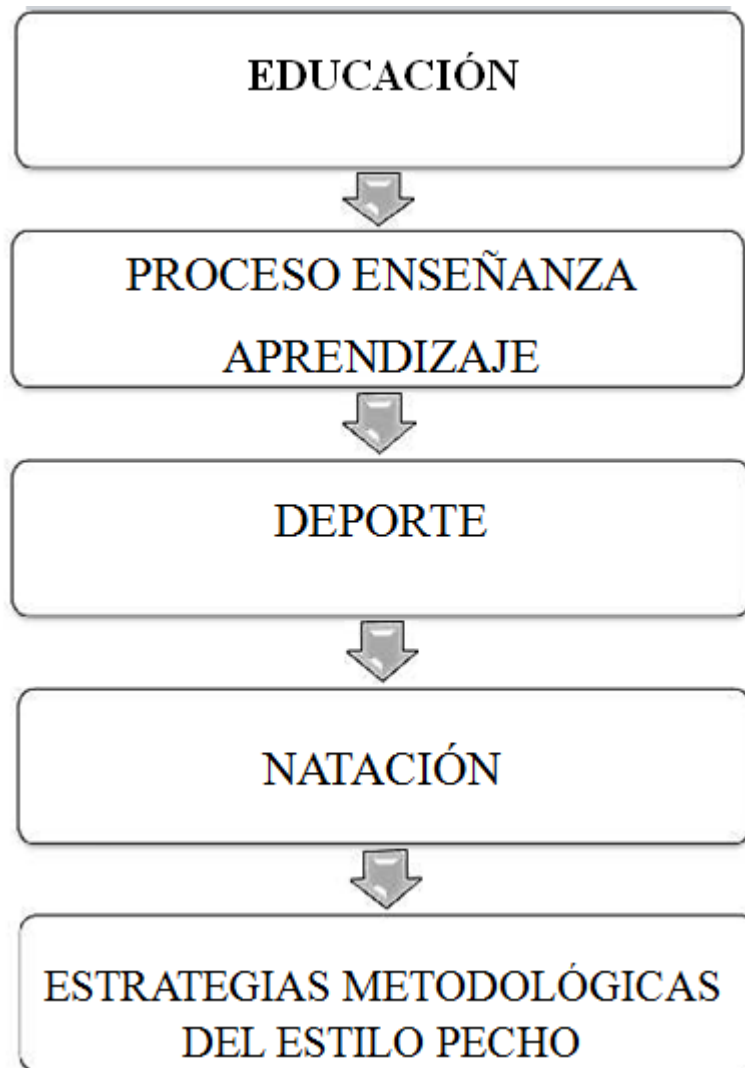 EDUCACIÓN
PROCESO ENSEÑANZA
APRENDIZAJE
DEPORTE
NATACIÓN
ESTRATEGIAS METODOLÓGICAS
DEL ESTILO PECHO